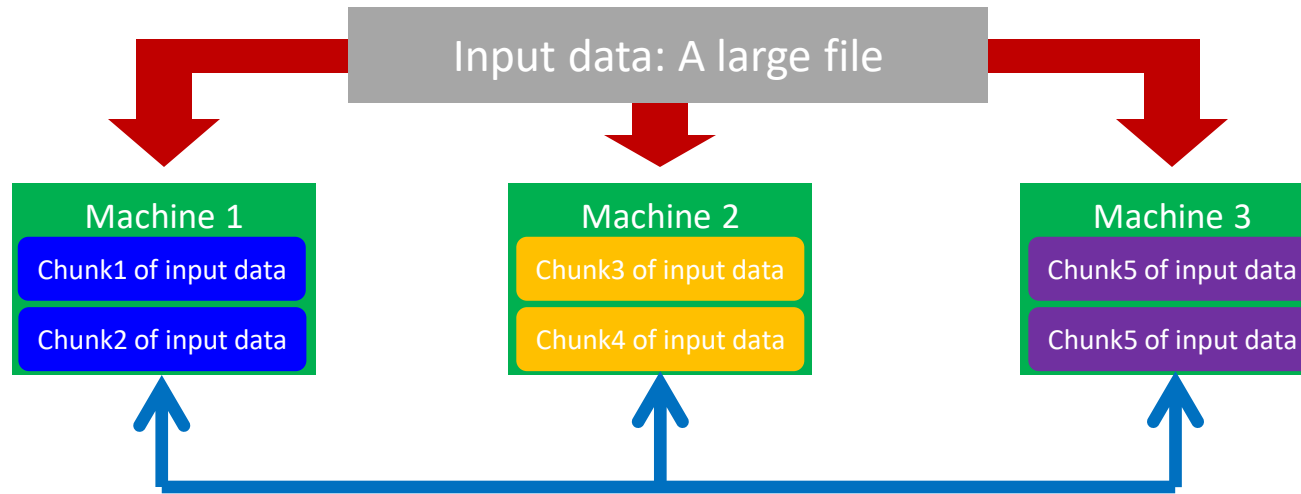 Input data: A large file
Machine 1
Chunk1 of input data
Chunk2 of input data
Machine 2
Chunk3 of input data
Chunk4 of input data
Machine 3
Chunk5 of input data
Chunk5 of input data